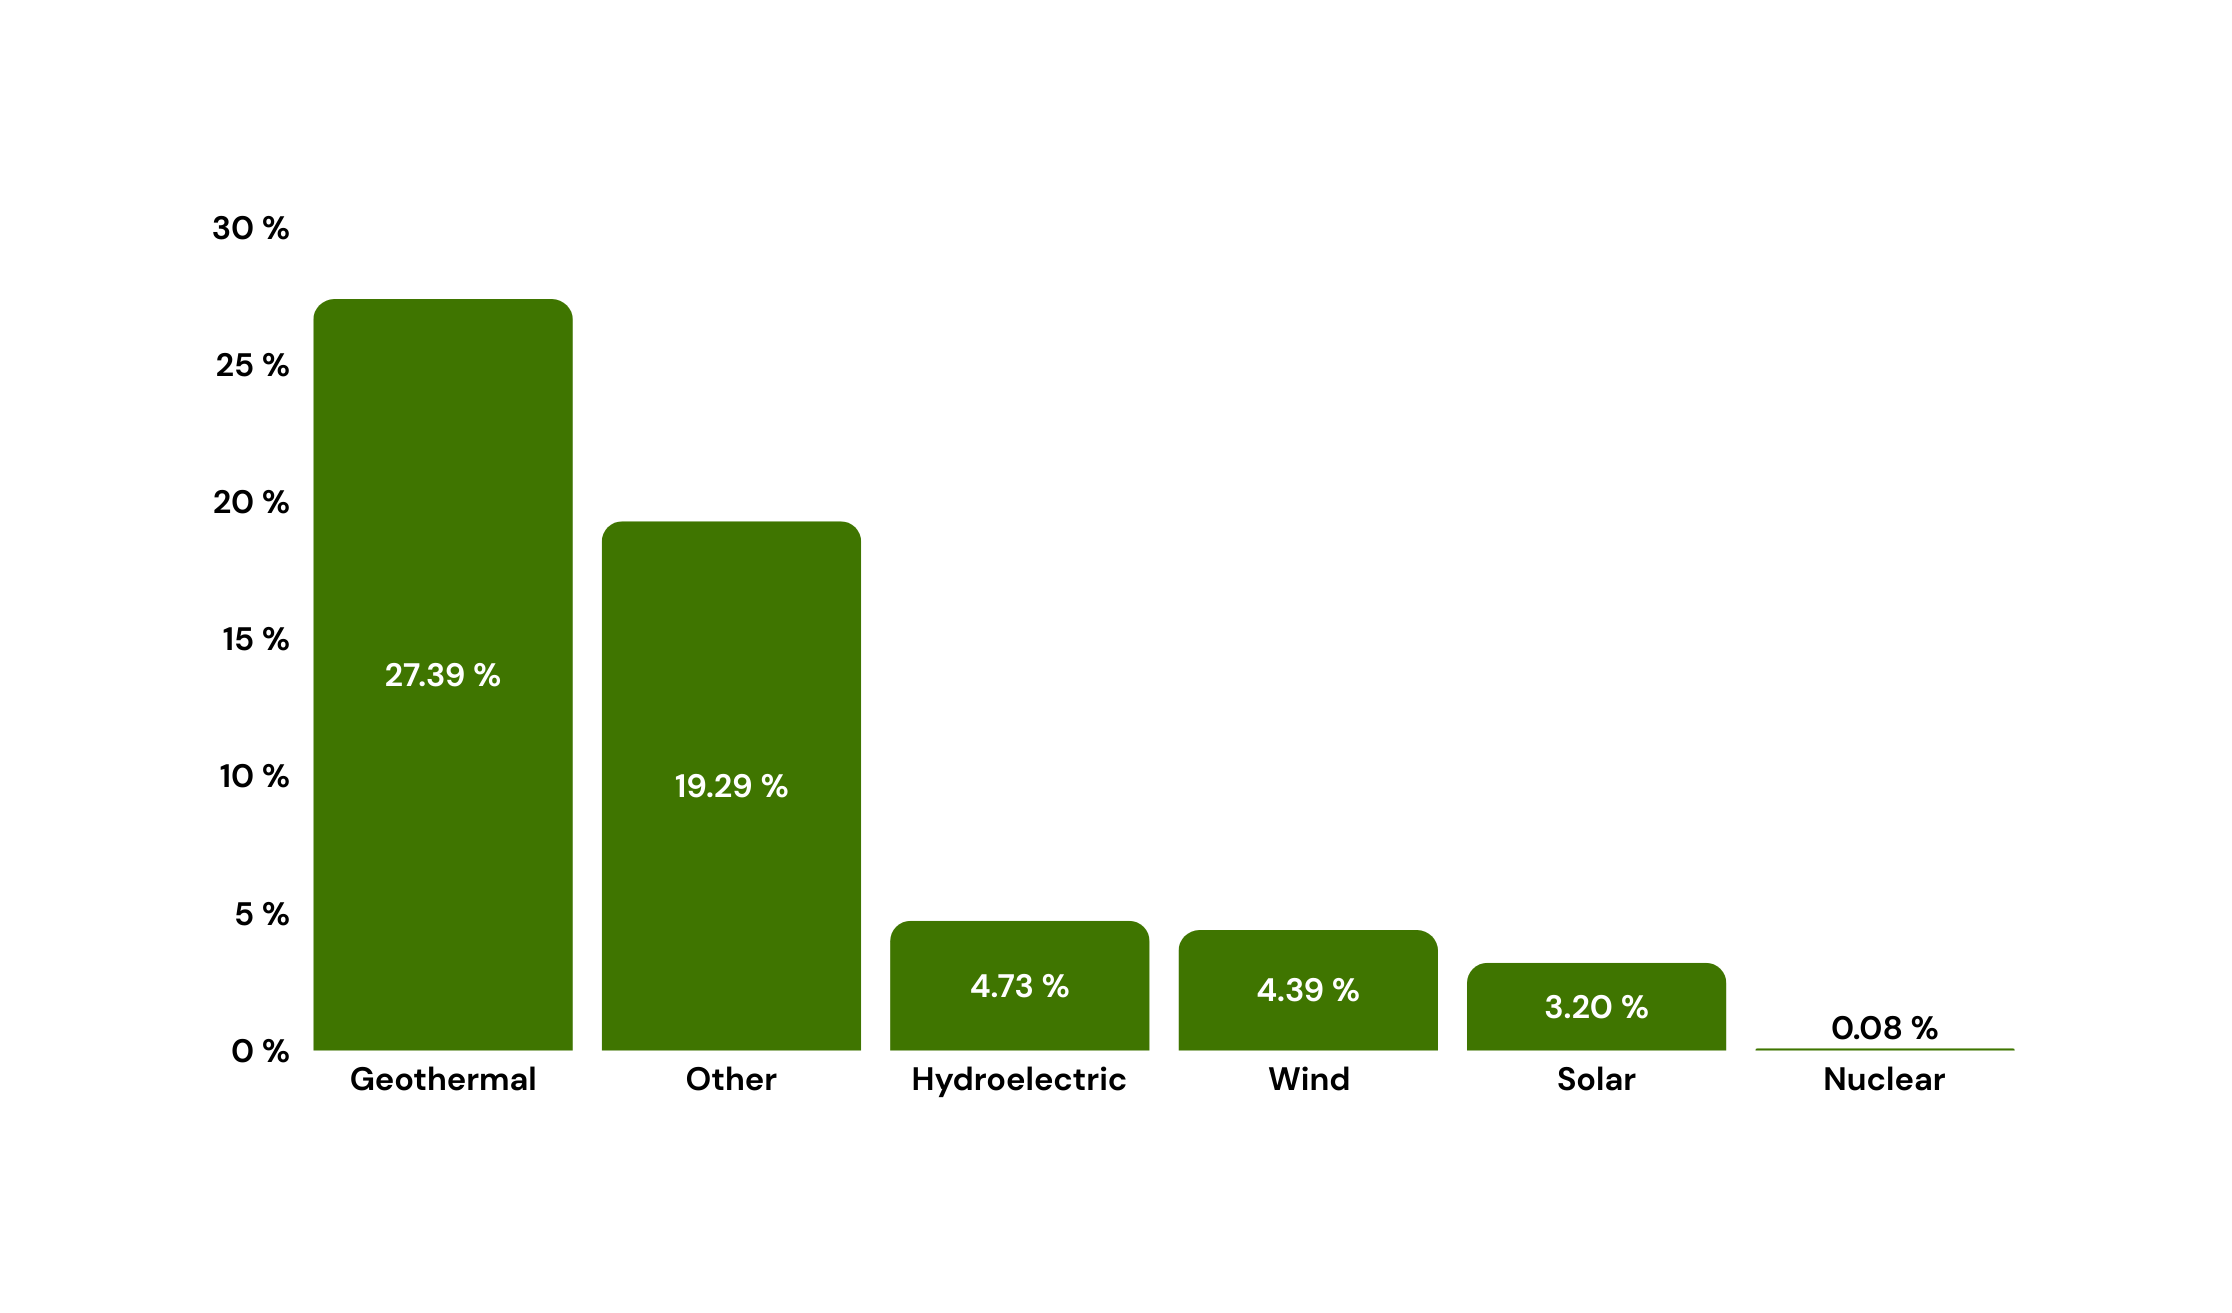 30 %
25 %
20 %
15 %
10 %
5 %
0 %
27.39 %
19.29 %
4.73 %
4.39 %
3.20 %
0.08 %
Geothermal
Other
Hydroelectric
Wind
Solar
Nuclear